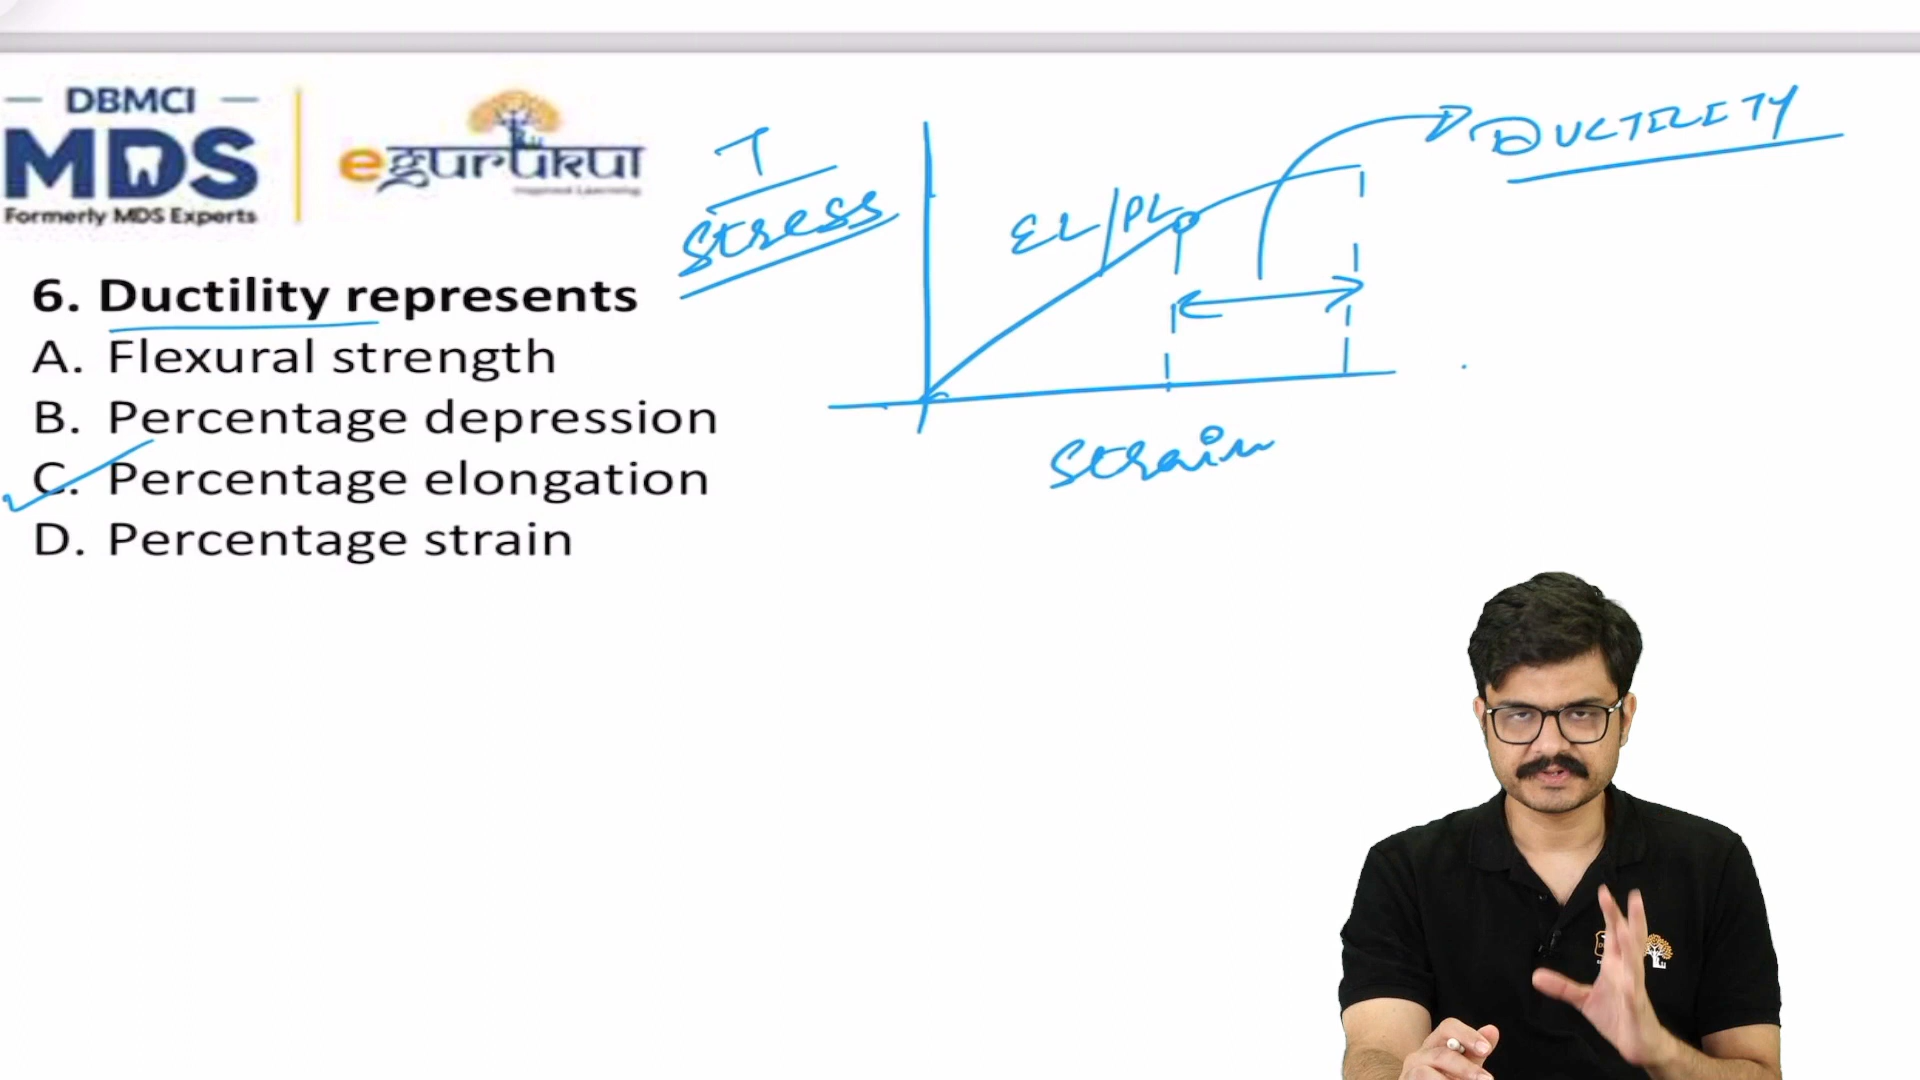 DBMCI
MDS
Formerly MDS Experts
egurukul
6. Ductility represents
A. Flexural strength
B. Percentage depression
C. Percentage elongation
D. Percentage strain
T
Stress
EL/PL
DUCTILITY
Strain